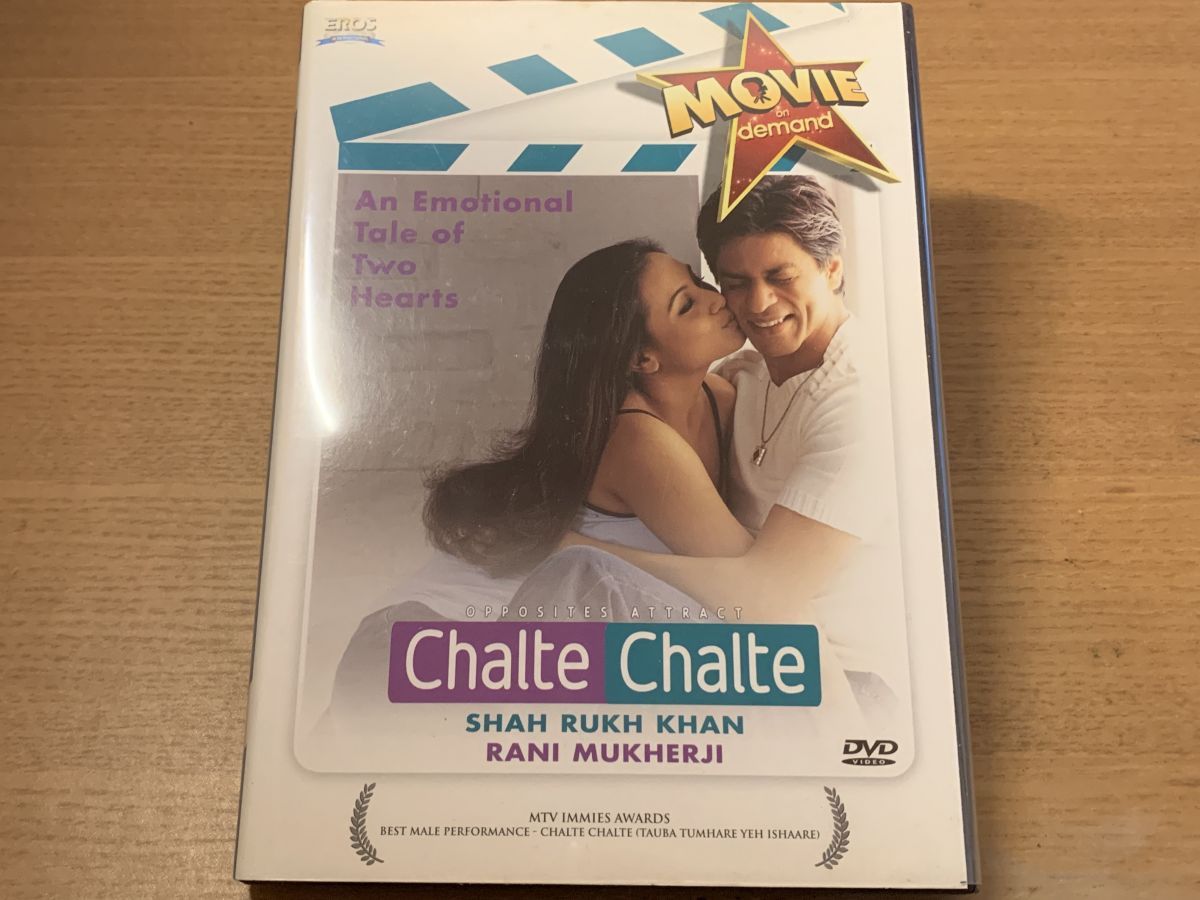 EROS
MOVIE
on
demand
An Emotional
Tale of
Two
Hearts
OPPOSITES ATTRACT
Chalte Chalte
SHAH RUKH KHAN
RANI MUKHERJI
DVD
VIDEO
MTV IMMIES AWARDS
BEST MALE PERFORMANCE - CHALTE CHALTE (TAUBA TUMHARE YEH ISHAARE)